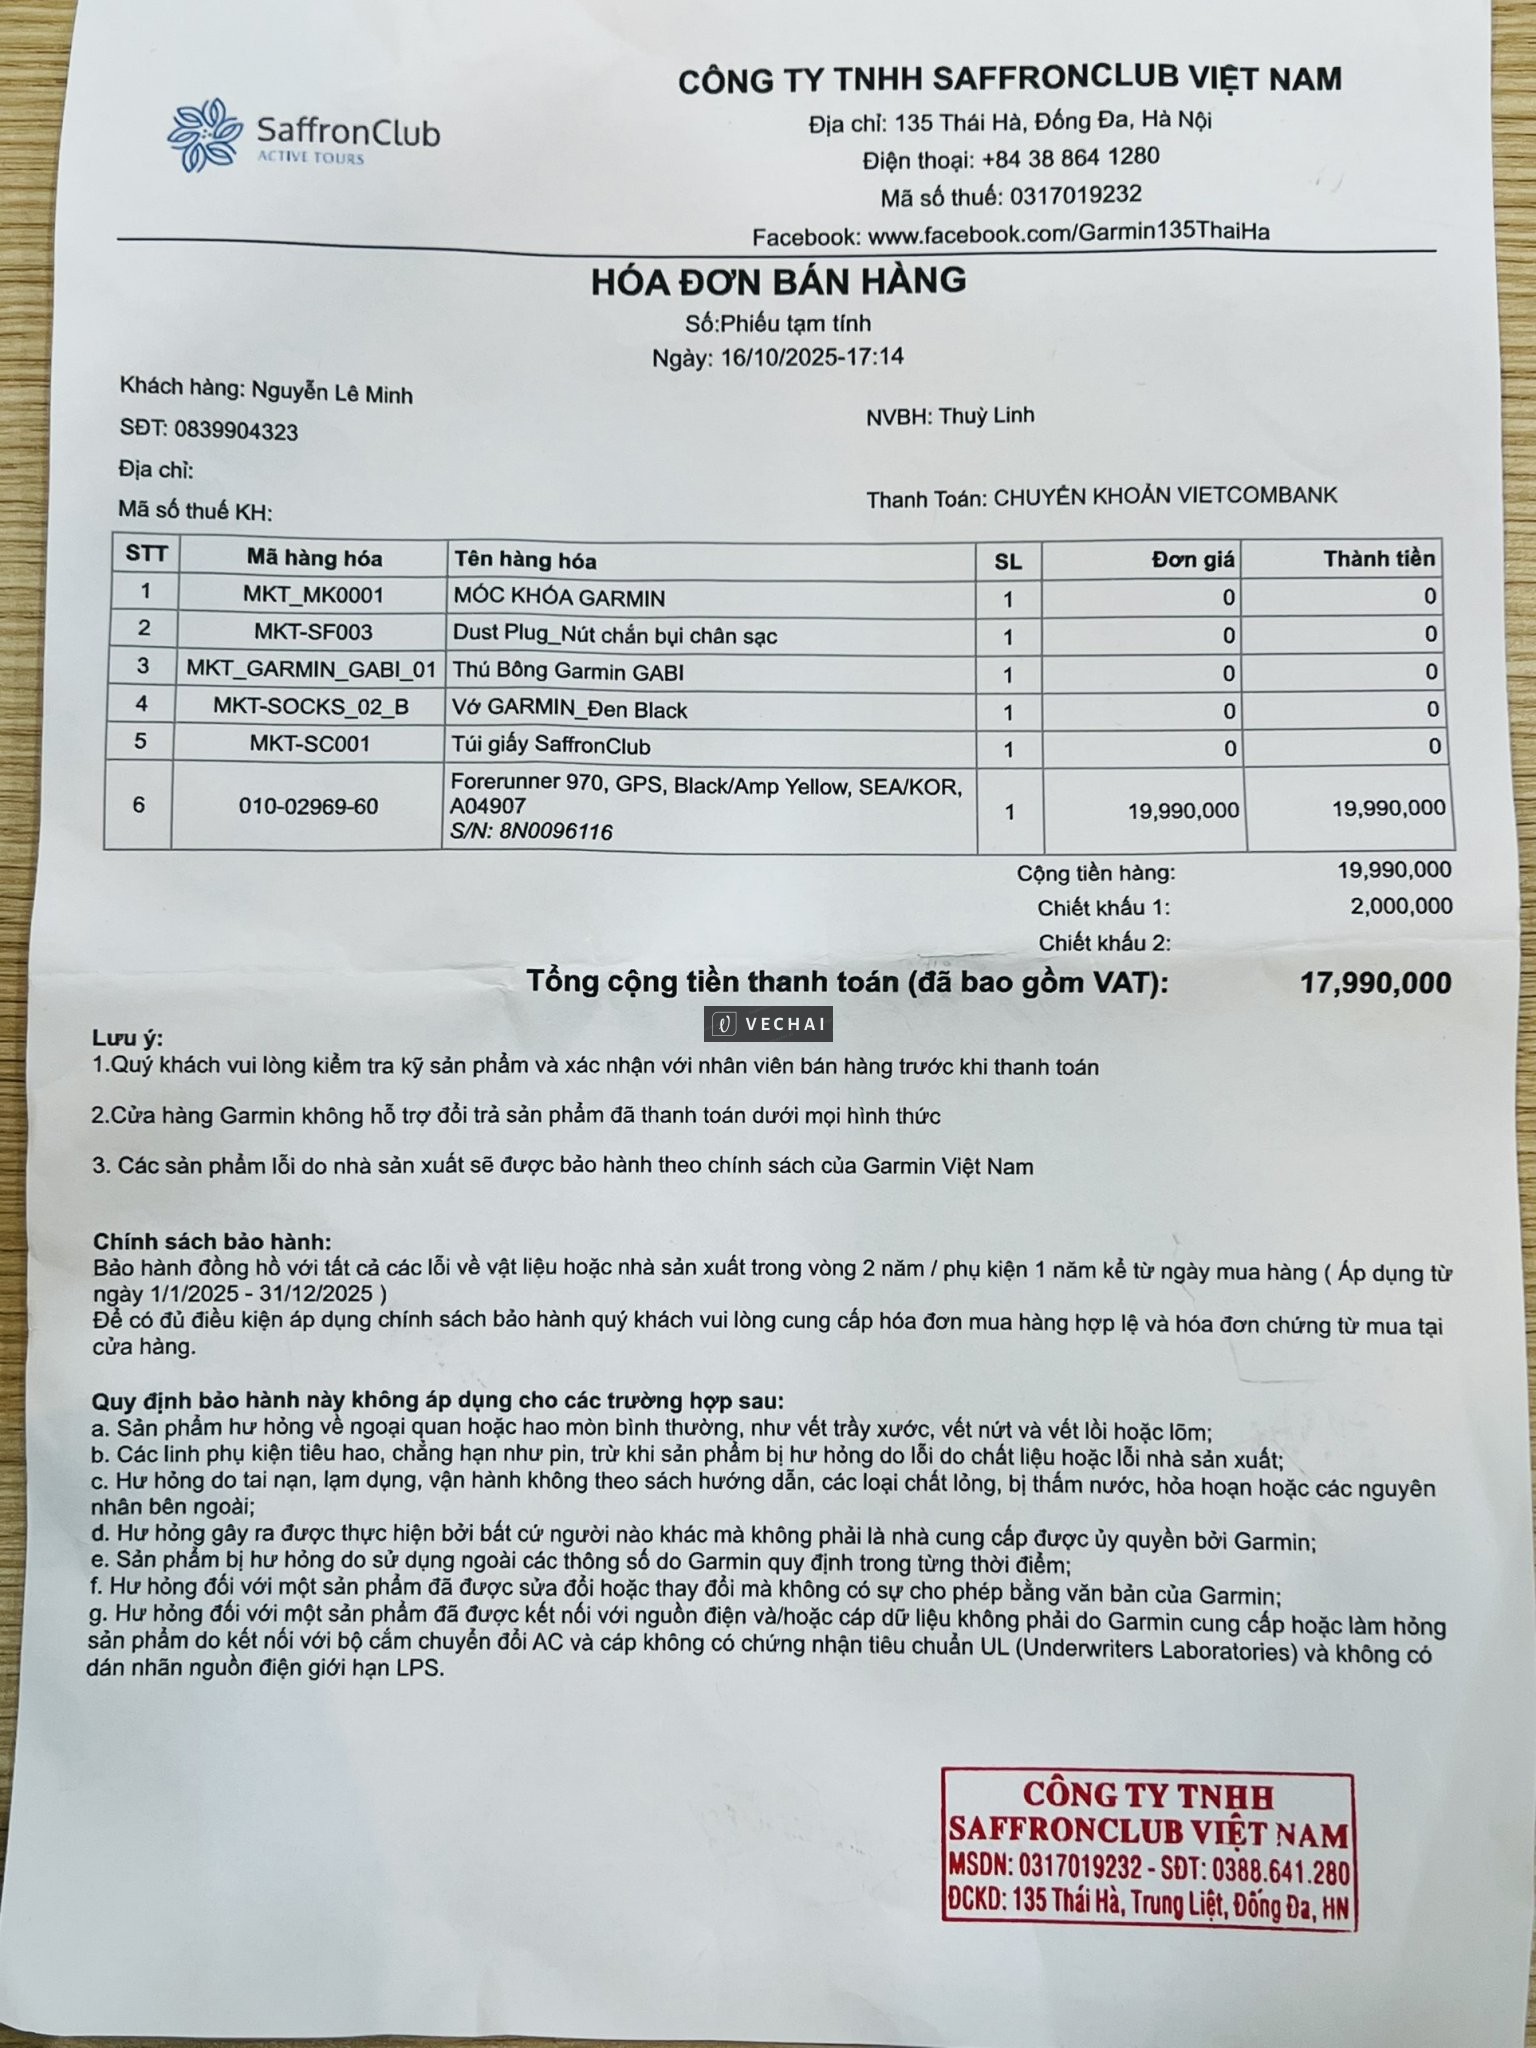 SaffronClub
ACTIVE TOURS
CÔNG TY TNHH SAFFRONCLUB VIỆT NAM
Địa chỉ: 135 Thái Hà, Đống Đa, Hà Nội
Điện thoại: +84 38 864 1280
Mã số thuế: 0317019232
Facebook: www.facebook.com/Garmin135ThaiHa
HÓA ĐƠN BÁN HÀNG
Số:Phiếu tạm tính
Ngày: 16/10/2025-17:14
Khách hàng: Nguyễn Lê Minh
SĐT: 0839904323
NVBH: Thuỳ Linh
Địa chỉ:
Mã số thuế KH:
Thanh Toán: CHUYỂN KHOẢN VIETCOMBANK
STT Mã hàng hóa Tên hàng hóa SL Đơn giá Thành tiền
1 MKT_MK0001 MÓC KHÓA GARMIN 1 0 0
2 MKT-SF003 Dust Plug_Nút chắn bụi chân sạc 1 0 0
3 MKT_GARMIN_GABI_01 Thú Bông Garmin GABI 1 0 0
4 MKT-SOCKS_02_B Vớ GARMIN_Đen Black 1 0 0
5 MKT-SC001 Túi giấy SaffronClub 1 0 0
6 010-02969-60 Forerunner 970, GPS, Black/Amp Yellow, SEA/KOR, 1 19,990,000 19,990,000
A04907
S/N: 8N0096116
Cộng tiền hàng: 19,990,000
Chiết khấu 1: 2,000,000
Chiết khấu 2:
Tổng cộng tiền thanh toán (đã bao gồm VAT): 17,990,000
VECHAI
Lưu ý:
1.Quý khách vui lòng kiểm tra kỹ sản phẩm và xác nhận với nhân viên bán hàng trước khi thanh toán
2.Cửa hàng Garmin không hỗ trợ đổi trả sản phẩm đã thanh toán dưới mọi hình thức
3. Các sản phẩm lỗi do nhà sản xuất sẽ được bảo hành theo chính sách của Garmin Việt Nam
Chính sách bảo hành:
Bảo hành đồng hồ với tất cả các lỗi về vật liệu hoặc nhà sản xuất trong vòng 2 năm / phụ kiện 1 năm kể từ ngày mua hàng ( Áp dụng từ
ngày 1/1/2025 - 31/12/2025 )
Để có đủ điều kiện áp dụng chính sách bảo hành quý khách vui lòng cung cấp hóa đơn mua hàng hợp lệ và hóa đơn chứng từ mua tại
cửa hàng.
Quy định bảo hành này không áp dụng cho các trường hợp sau:
a. Sản phẩm hư hỏng về ngoại quan hoặc hao mòn bình thường, như vết trầy xước, vết nứt và vết lồi hoặc lõm;
b. Các linh phụ kiện tiêu hao, chẳng hạn như pin, trừ khi sản phẩm bị hư hỏng do lỗi do chất liệu hoặc lỗi nhà sản xuất;
c. Hư hỏng do tai nạn, lạm dụng, vận hành không theo sách hướng dẫn, các loại chất lỏng, bị thấm nước, hỏa hoạn hoặc các nguyên
nhân bên ngoài;
d. Hư hỏng gây ra được thực hiện bởi bất cứ người nào khác mà không phải là nhà cung cấp được ủy quyền bởi Garmin;
e. Sản phẩm bị hư hỏng do sử dụng ngoài các thông số do Garmin quy định trong từng thời điểm;
f. Hư hỏng đối với một sản phẩm đã được sửa đổi hoặc thay đổi mà không có sự cho phép bằng văn bản của Garmin;
g. Hư hỏng đối với một sản phẩm đã được kết nối với nguồn điện và/hoặc cáp dữ liệu không phải do Garmin cung cấp hoặc làm hỏng
sản phẩm do kết nối với bộ cắm chuyển đổi AC và cáp không có chứng nhận tiêu chuẩn UL (Underwriters Laboratories) và không có
dán nhãn nguồn điện giới hạn LPS.
CÔNG TY TNHH
SAFFRONCLUB VIỆT NAM
MSDN: 0317019232 - SĐT: 0388.641.280
ĐCKD: 135 Thái Hà, Trung Liệt, Đống Đa, HN